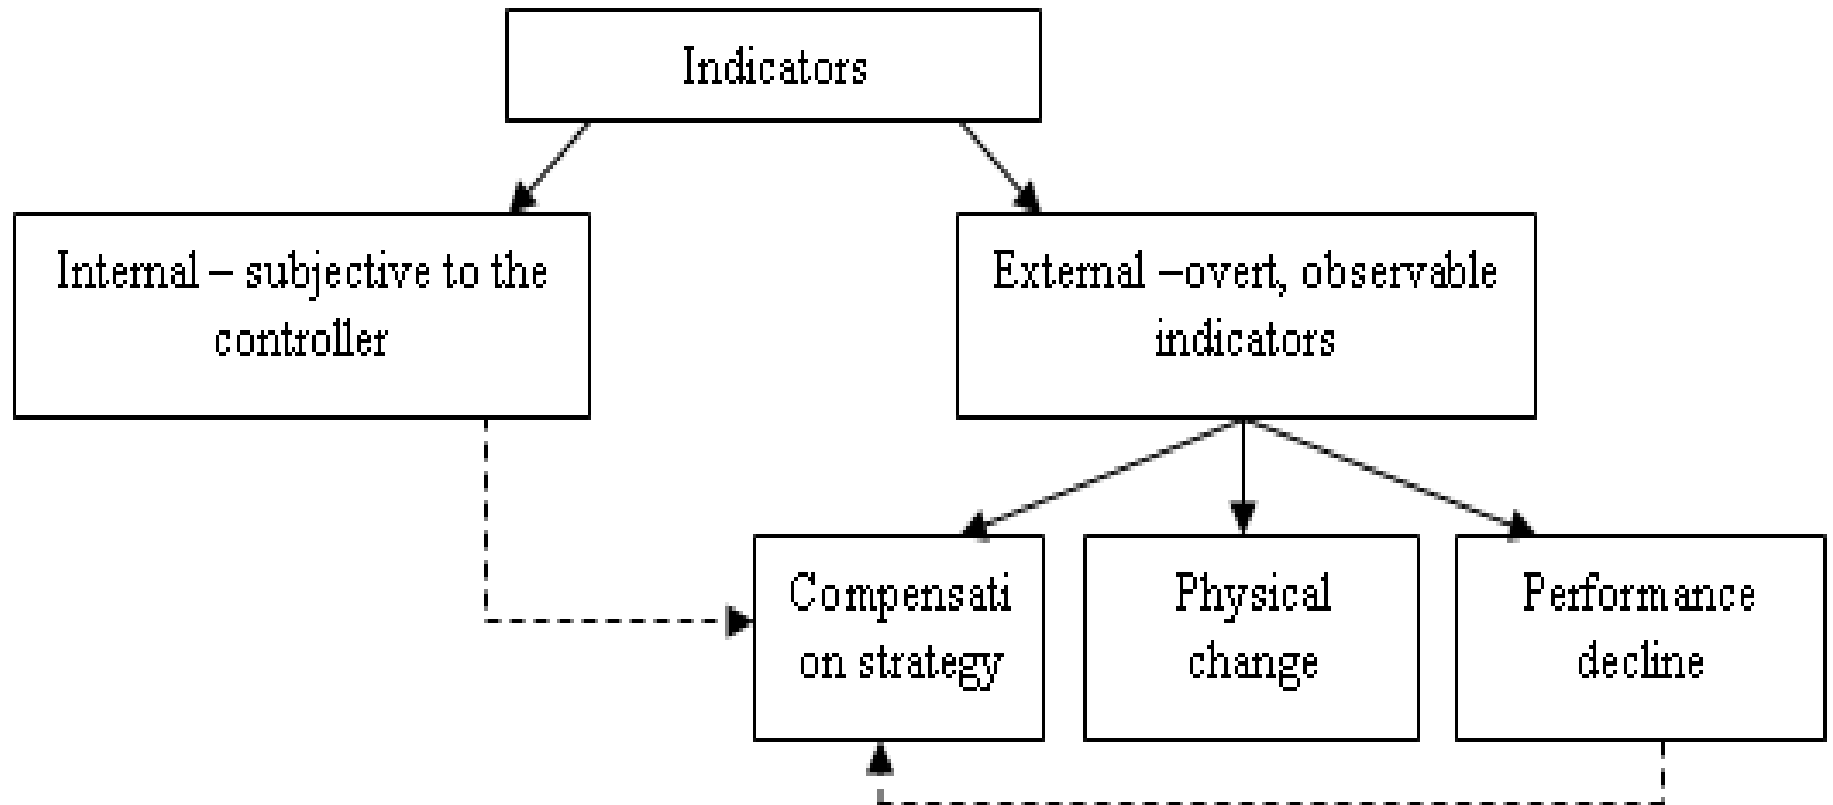 Indicators
Internal – subjective to the
controller
External –overt, observable
indicators
Compensati
on strategy
Physical
change
Performance
decline